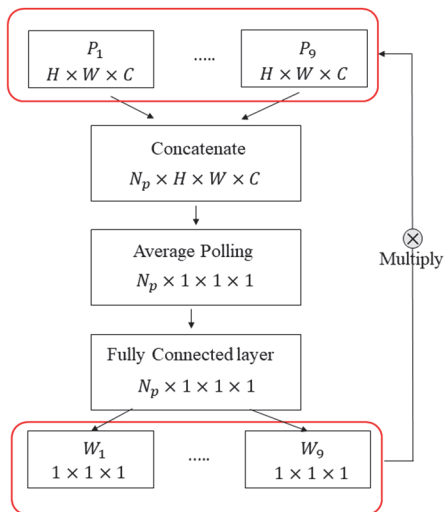 P₁ ..... P₉
H × W × C H × W × C
Concatenate
Nₚ × H × W × C
Average Polling
Nₚ × 1 × 1 × 1
⊗
Multiply
Fully Connected layer
Nₚ × 1 × 1 × 1
W₁ ..... W₉
1 × 1 × 1 1 × 1 × 1